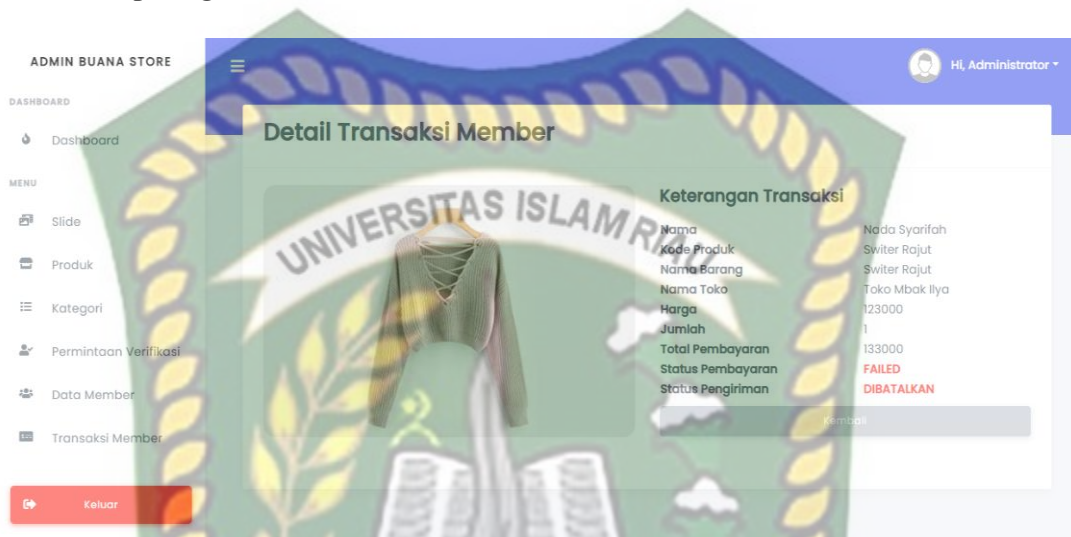 ADMIN BUANA STORE
Hi, Administrator
DASHBOARD
Dashboard
MENU
Slide
Produk
Kategori
Permintaan Verifikasi
Data Member
Transaksi Member
Keluar
Detail Transaksi Member
UNIVERSITAS ISLAM RIAU
Keterangan Transaksi
Nama Nada Syarifah
Kode Produk Switer Rajut
Nama Barang Switer Rajut
Nama Toko Toko Mbak Ilya
Harga 123000
Jumlah 1
Total Pembayaran 133000
Status Pembayaran FAILED
Status Pengiriman DIBATALKAN
Kembali